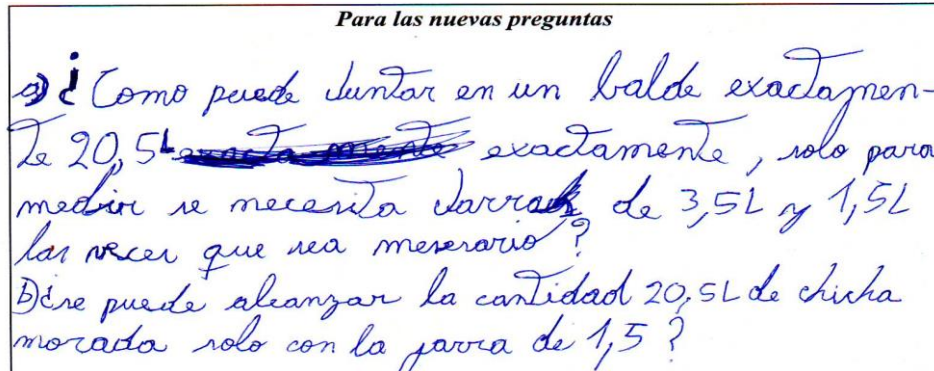 Para las nuevas preguntas
a) ¿Como puede Juntar en un balde exactamen-
te 20,5L exactamente, solo para
medir se necesita Jarra de 3,5L y 1,5L
las veces que sea meserario?
b) ¿se puede alcanzar la cantidad 20,5L de chicha
morada solo con la jarra de 1,5?